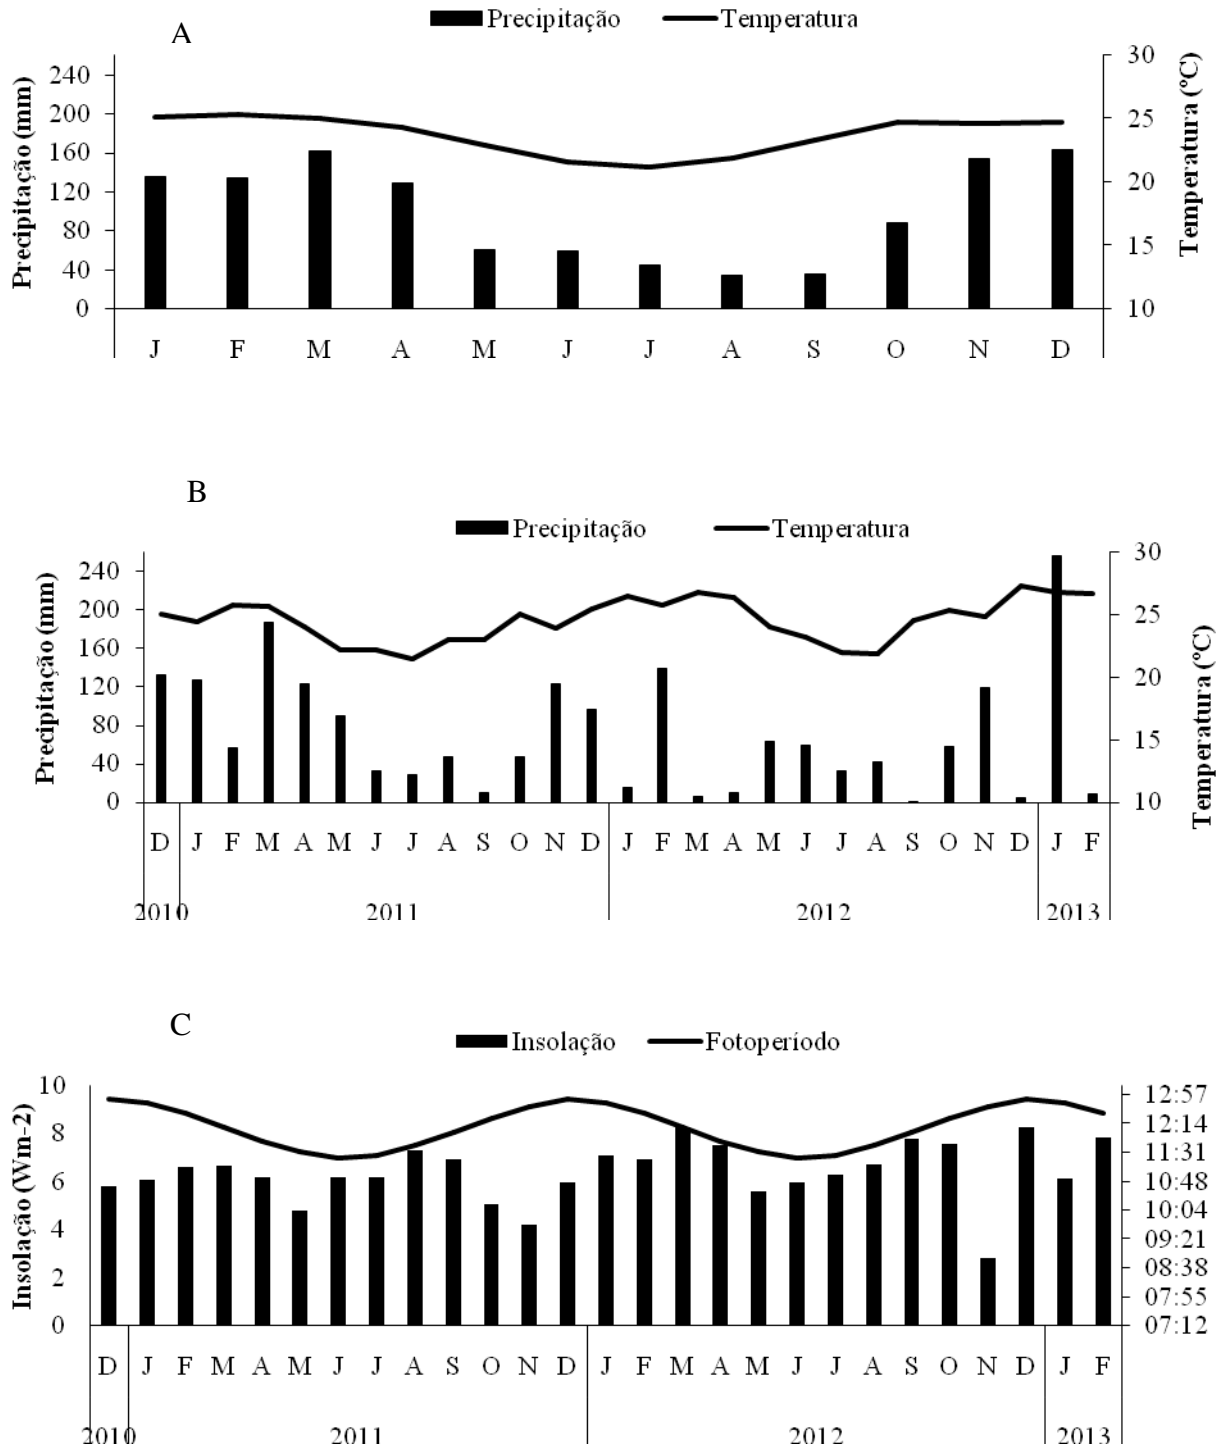 A
Precipitação Temperatura
Precipitação (mm)
240
200
160
120
80
40
0
30
25
20
15
10
Temperatura (ºC)
J F M A M J J A S O N D
B
Precipitação Temperatura
Precipitação (mm)
240
200
160
120
80
40
0
30
25
20
15
10
Temperatura (ºC)
D J F M A M J J A S O N D J F M A M J J A S O N D J F
2010 2011 2012 2013
C
Insolação Fotoperíodo
Insolação (Wm-2)
10
8
6
4
2
0
12:57
12:14
11:31
10:48
10:04
09:21
08:38
07:55
07:12
D J F M A M J J A S O N D J F M A M J J A S O N D J F
2010 2011 2012 2013